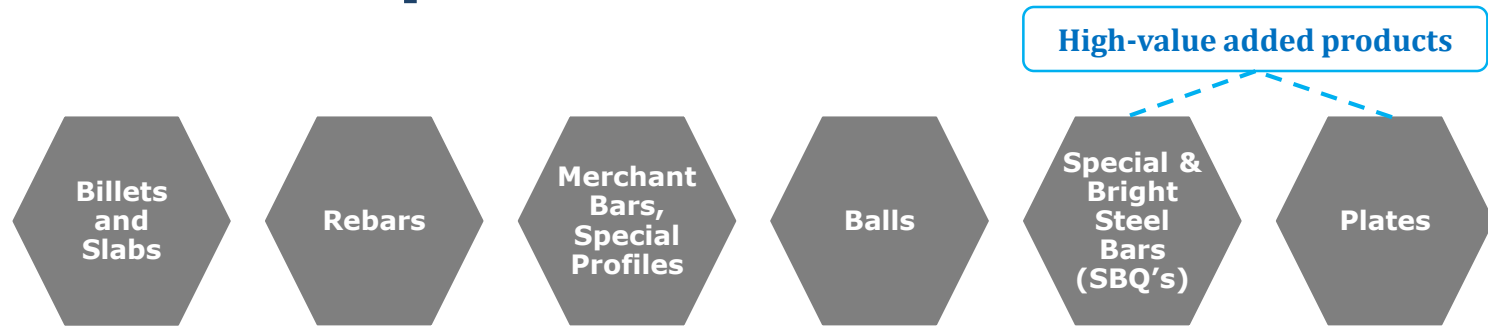 High-value added products
Billets
and
Slabs
Rebars
Merchant
Bars,
Special
Profiles
Balls
Special &
Bright
Steel
Bars
(SBQ’s)
Plates